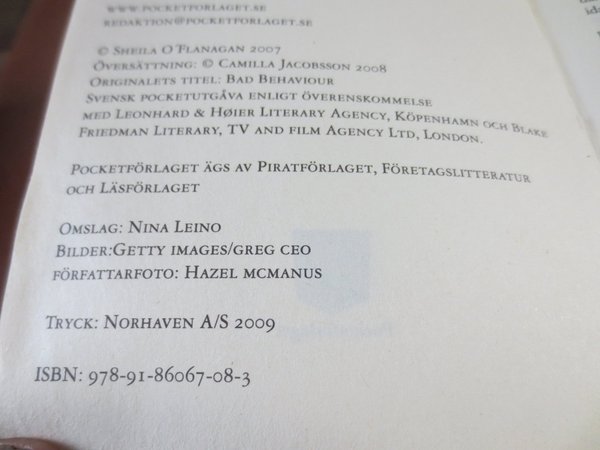 www.pocketforlaget.se
redaktion@pocketforlaget.se
© Sheila O'Flanagan 2007
Översättning: © Camilla Jacobsson 2008
Originalets titel: Bad Behaviour
Svensk pocketutgåva enligt överenskommelse
med Leonhard & Høier Literary Agency, Köpenhamn och Blake
Friedman Literary, TV and film Agency Ltd, London.
Pocketförlaget ägs av Piratförlaget, Företagslitteratur
och Läsförlaget
Omslag: Nina Leino
Bilder:Getty images/greg ceo
författarfoto: Hazel mcmanus
Tryck: Norhaven A/S 2009
ISBN: 978-91-86067-08-3